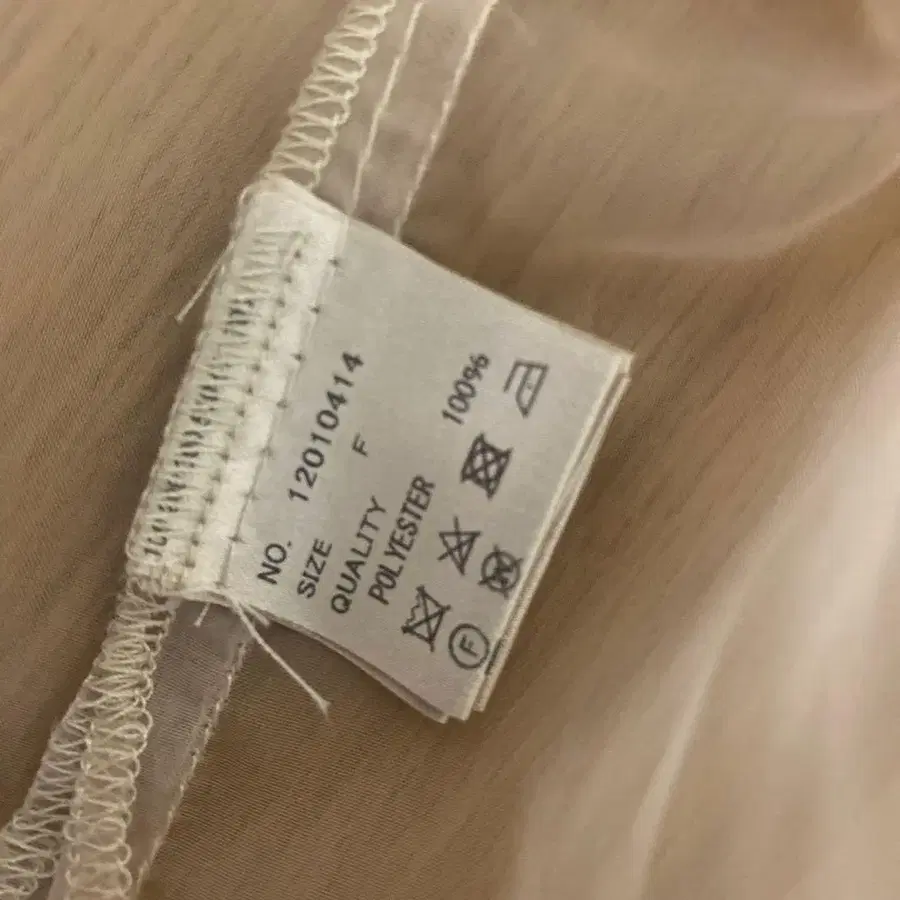 NO. 12010414
SIZE F
QUALITY
POLYESTER 100%
F